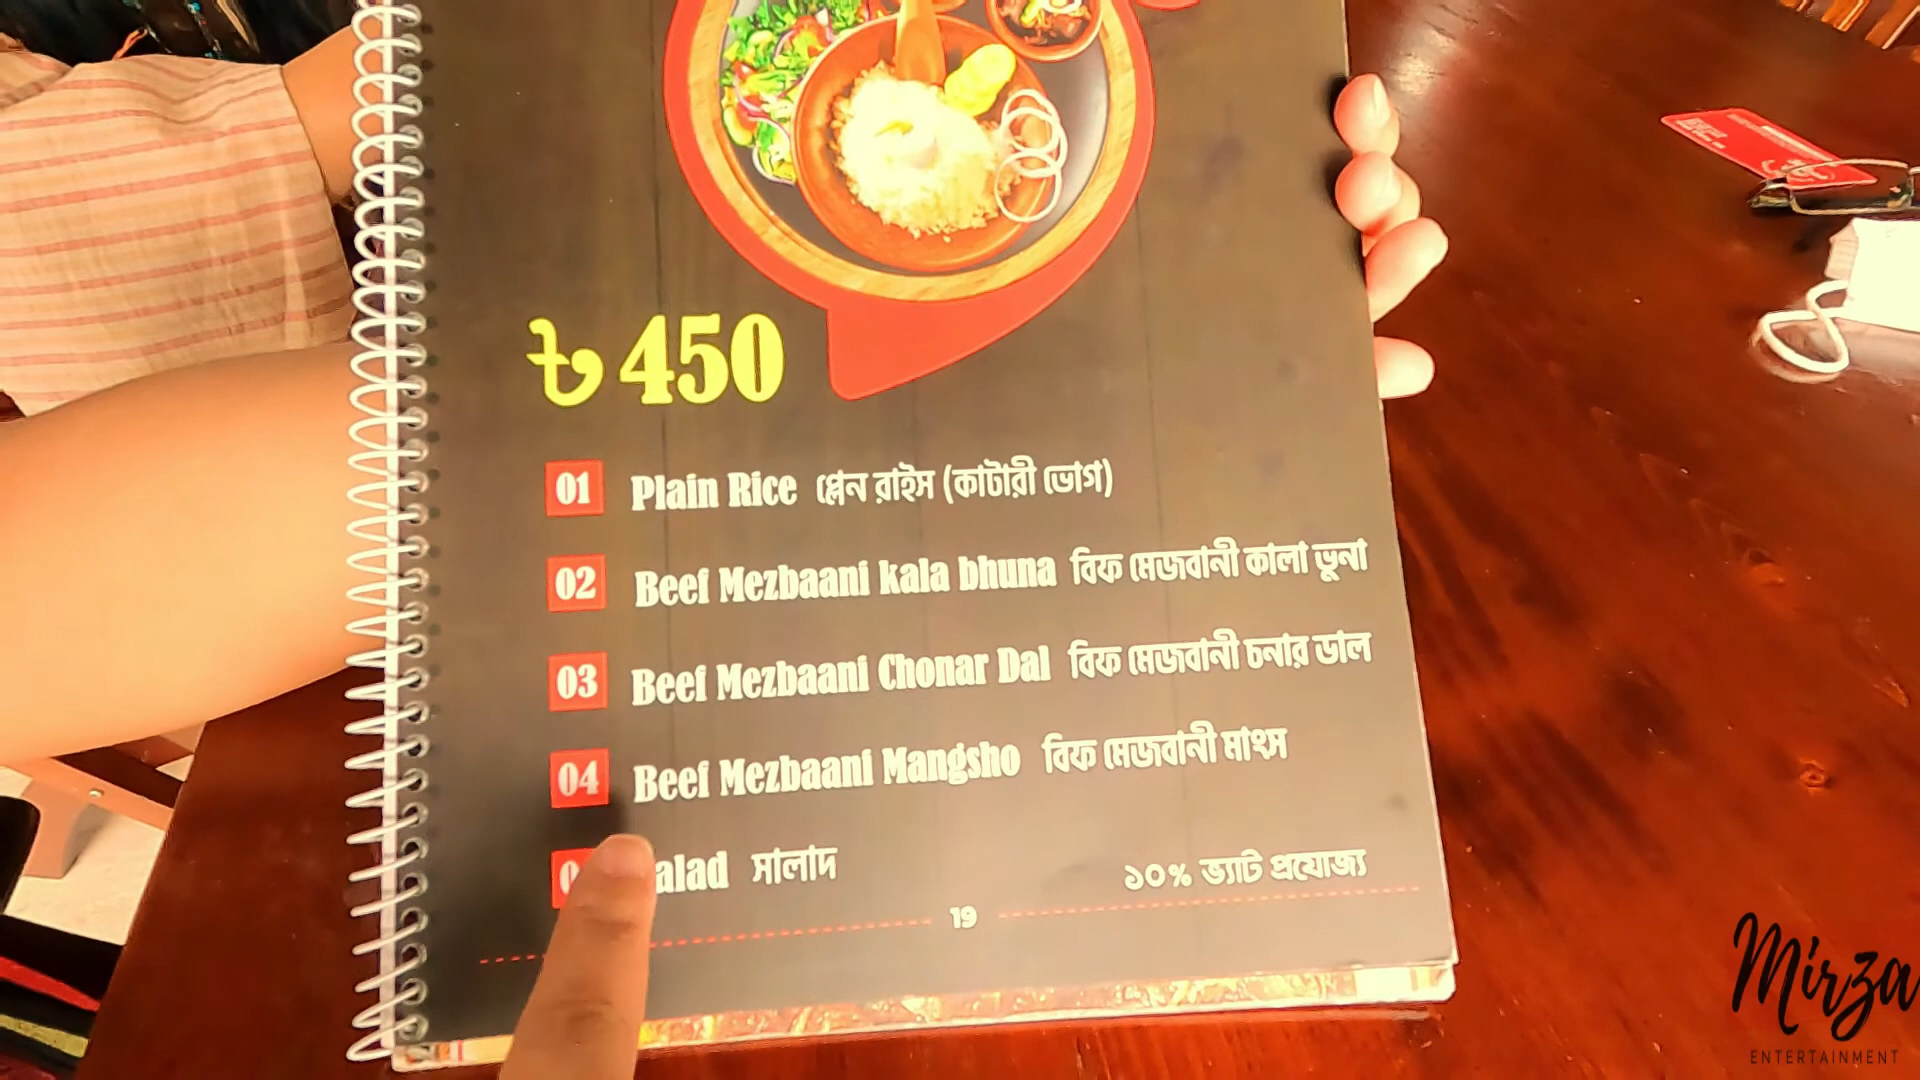 ৳ 450
01 Plain Rice প্লেন রাইস (কাটারী ভোগ)
02 Beef Mezbaani kala bhuna বিফ মেজবানী কালা ভূনা
03 Beef Mezbaani Chonar Dal বিফ মেজবানী চনার ডাল
04 Beef Mezbaani Mangsho বিফ মেজবানী মাংস
alad সালাদ
১০% ভ্যাট প্রযোজ্য
19
Mirza
ENTERTAINMENT